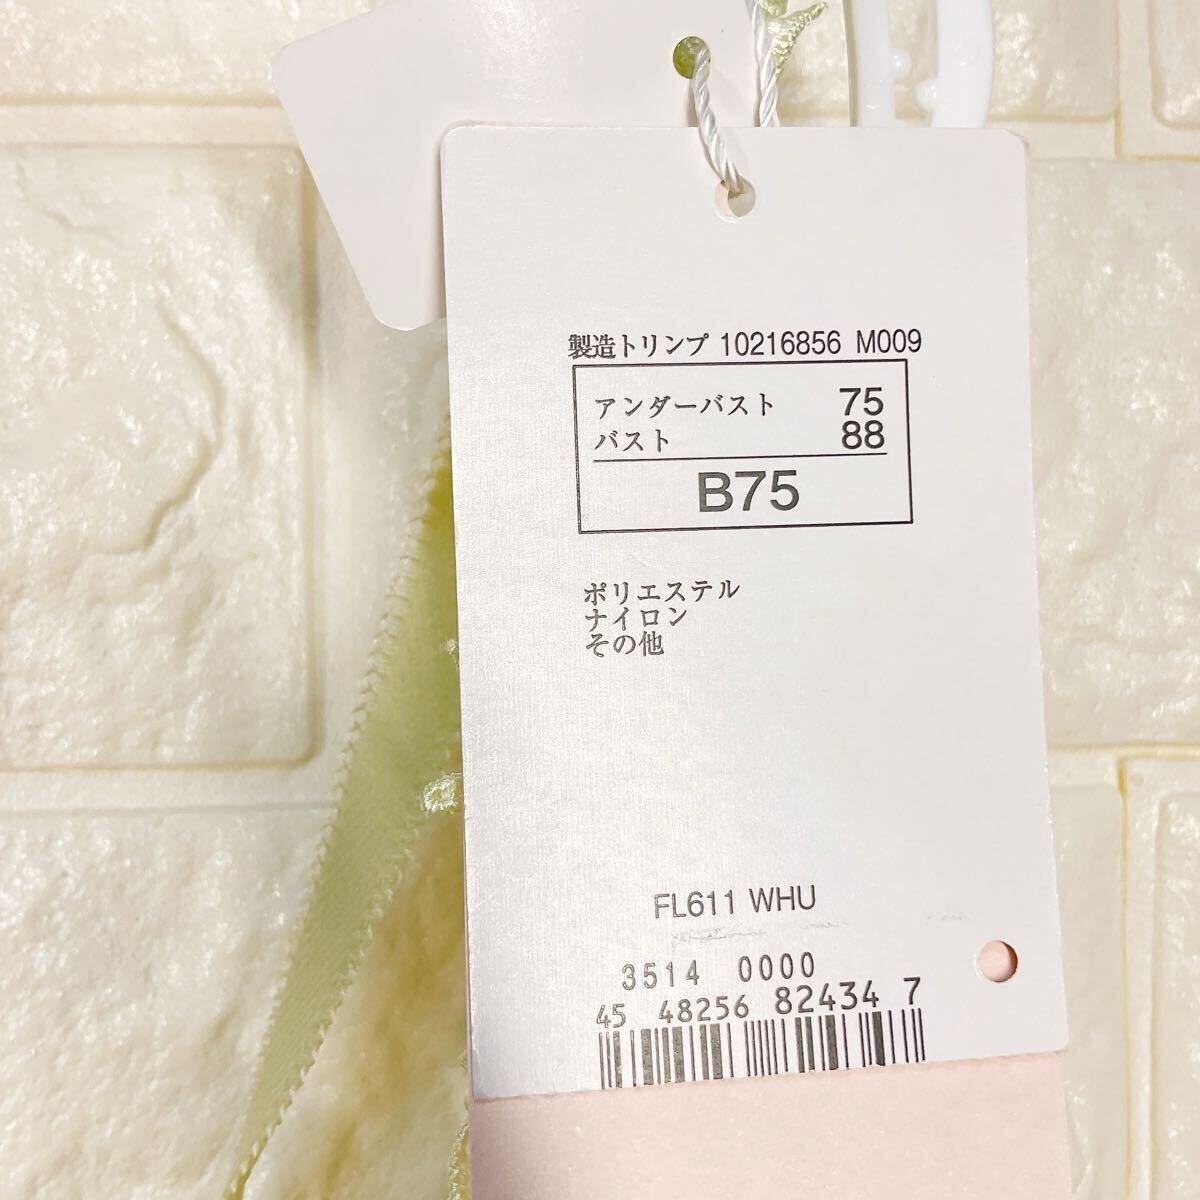 製造トリンプ 10216856 M009
アンダーバスト 75
バスト 88
B75
ポリエステル
ナイロン
その他
FL611 WHU
3514 0000
45 48256 82434 7